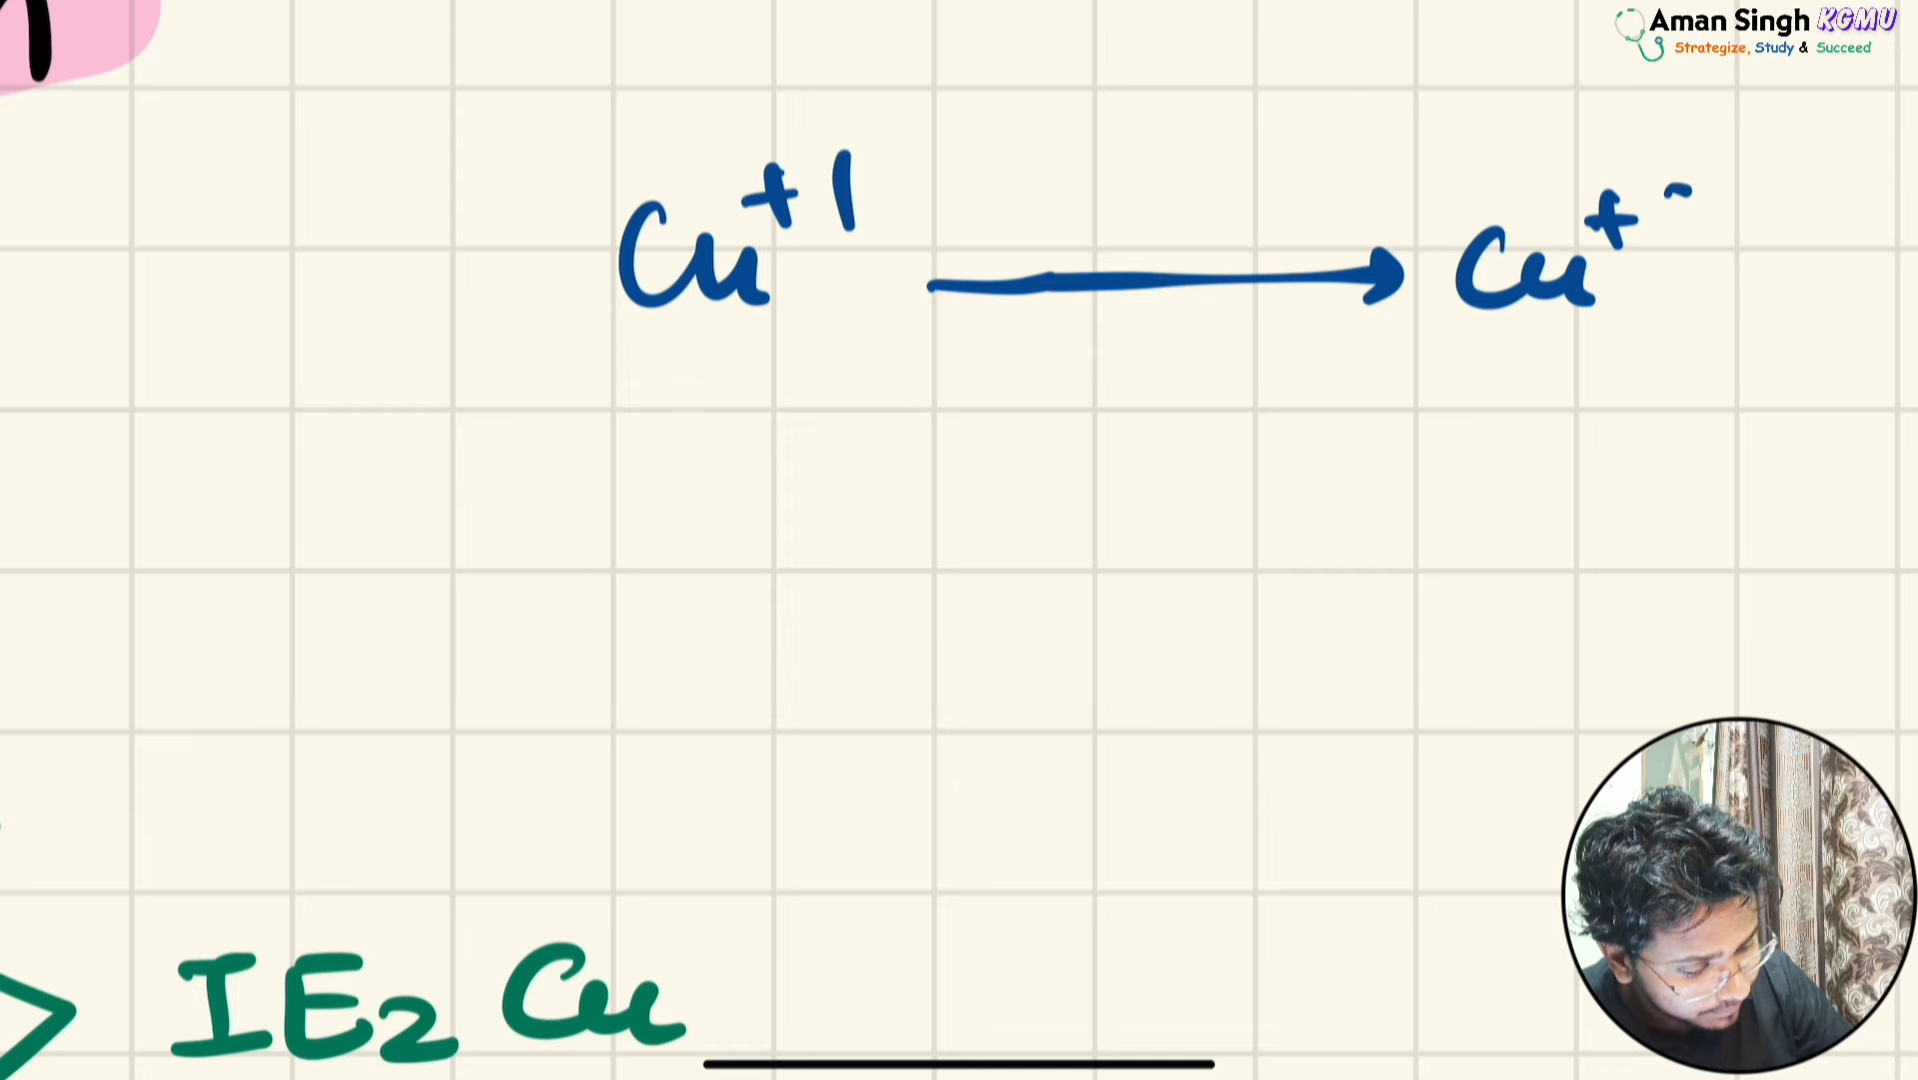 Aman Singh KGMU
Strategize, Study & Succeed
Cu+1 → Cu+
> IE2 Cu